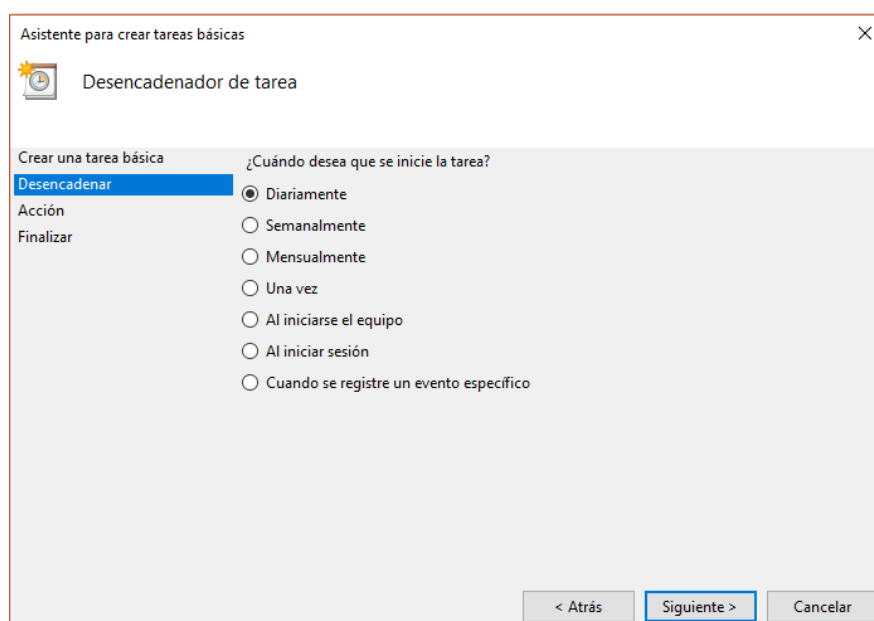 Asistente para crear tareas básicas
Desencadenador de tarea
Crear una tarea básica
Desencadenar
Acción
Finalizar
¿Cuándo desea que se inicie la tarea?
Diariamente
Semanalmente
Mensualmente
Una vez
Al iniciarse el equipo
Al iniciar sesión
Cuando se registre un evento específico
< Atrás
Siguiente >
Cancelar